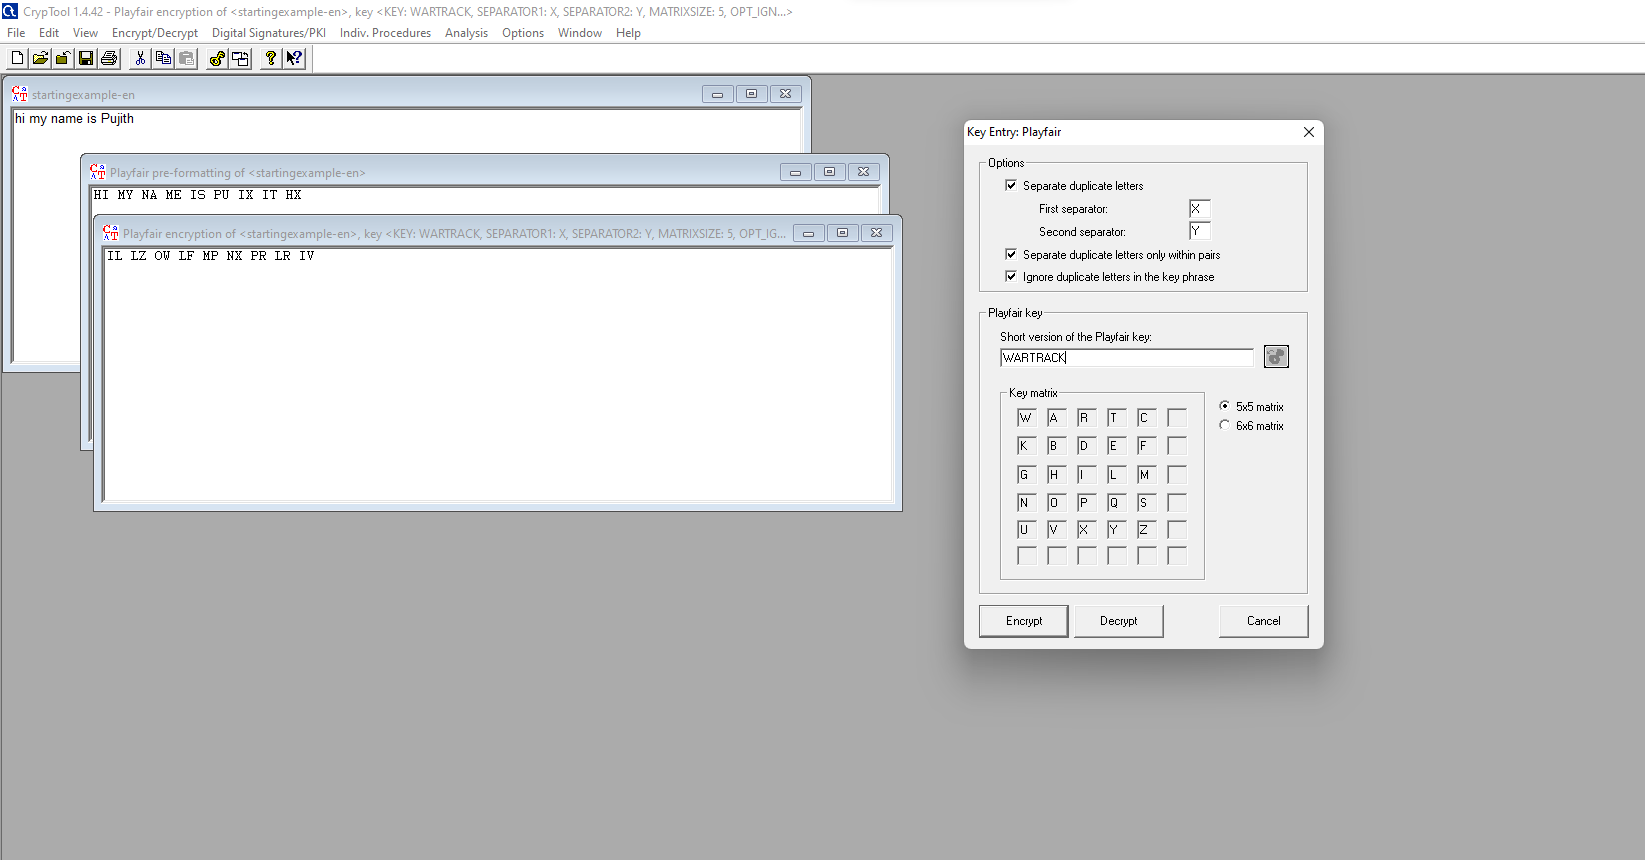 CrypTool 1.4.42 - Playfair encryption of <startingexample-en>, key <KEY: WARTRACK, SEPARATOR1: X, SEPARATOR2: Y, MATRIXSIZE: 5, OPT_IGN...>
File Edit View Encrypt/Decrypt Digital Signatures/PKI Indiv. Procedures Analysis Options Window Help
startingexample-en
hi my name is Pujith
Playfair pre-formatting of <startingexample-en>
HI MY NA ME IS PU IX IT HX
Playfair encryption of <startingexample-en>, key <KEY: WARTRACK, SEPARATOR1: X, SEPARATOR2: Y, MATRIXSIZE: 5, OPT_IG...
IL LZ OW LF MP NX PR LR IV
Key Entry: Playfair
Options
Separate duplicate letters
First separator: X
Second separator: Y
Separate duplicate letters only within pairs
Ignore duplicate letters in the key phrase
Playfair key
Short version of the Playfair key:
WARTRACK
Key matrix
W A R T C
K B D E F
G H I L M
N O P Q S
U V X Y Z
5x5 matrix
6x6 matrix
Encrypt Decrypt Cancel